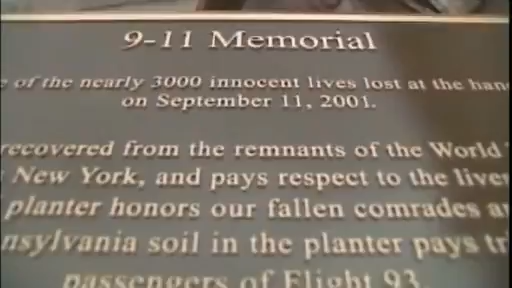 9-11 Memorial
of the nearly 3000 innocent lives lost at the
on September 11, 2001.
recovered from the remnants of the World
New York, and pays respect to the
planter honors our fallen comrades
soil in the planter pays
passengers of Flight 93.